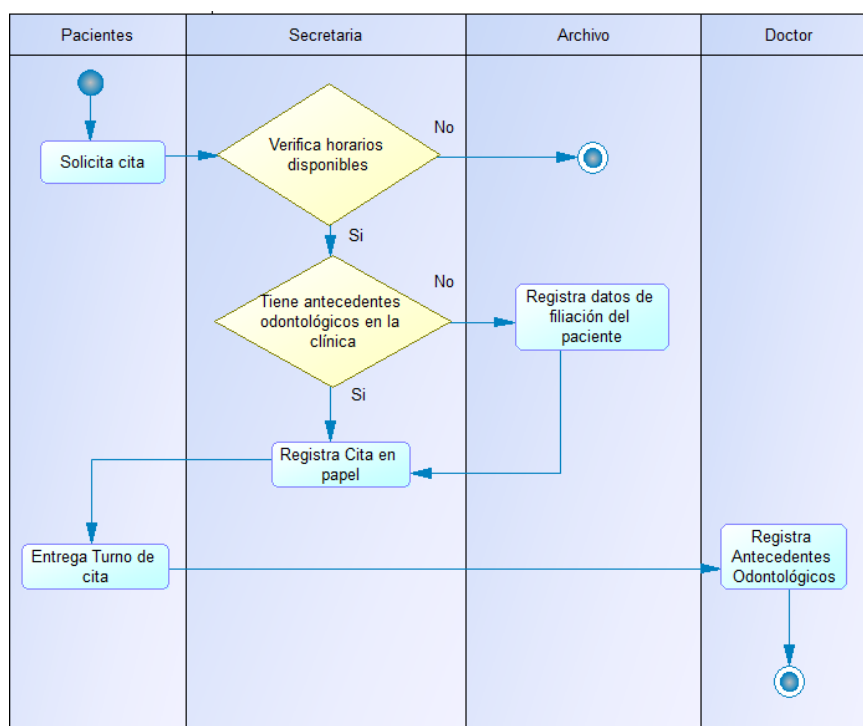 Pacientes
Secretaria
Archivo
Doctor
Solicita cita
Verifica horarios
disponibles
No
Si
Tiene antecedentes
odontológicos en la
clínica
No
Registra datos de
filiación del
paciente
Si
Registra Cita en
papel
Entrega Turno de
cita
Registra
Antecedentes
Odontológicos